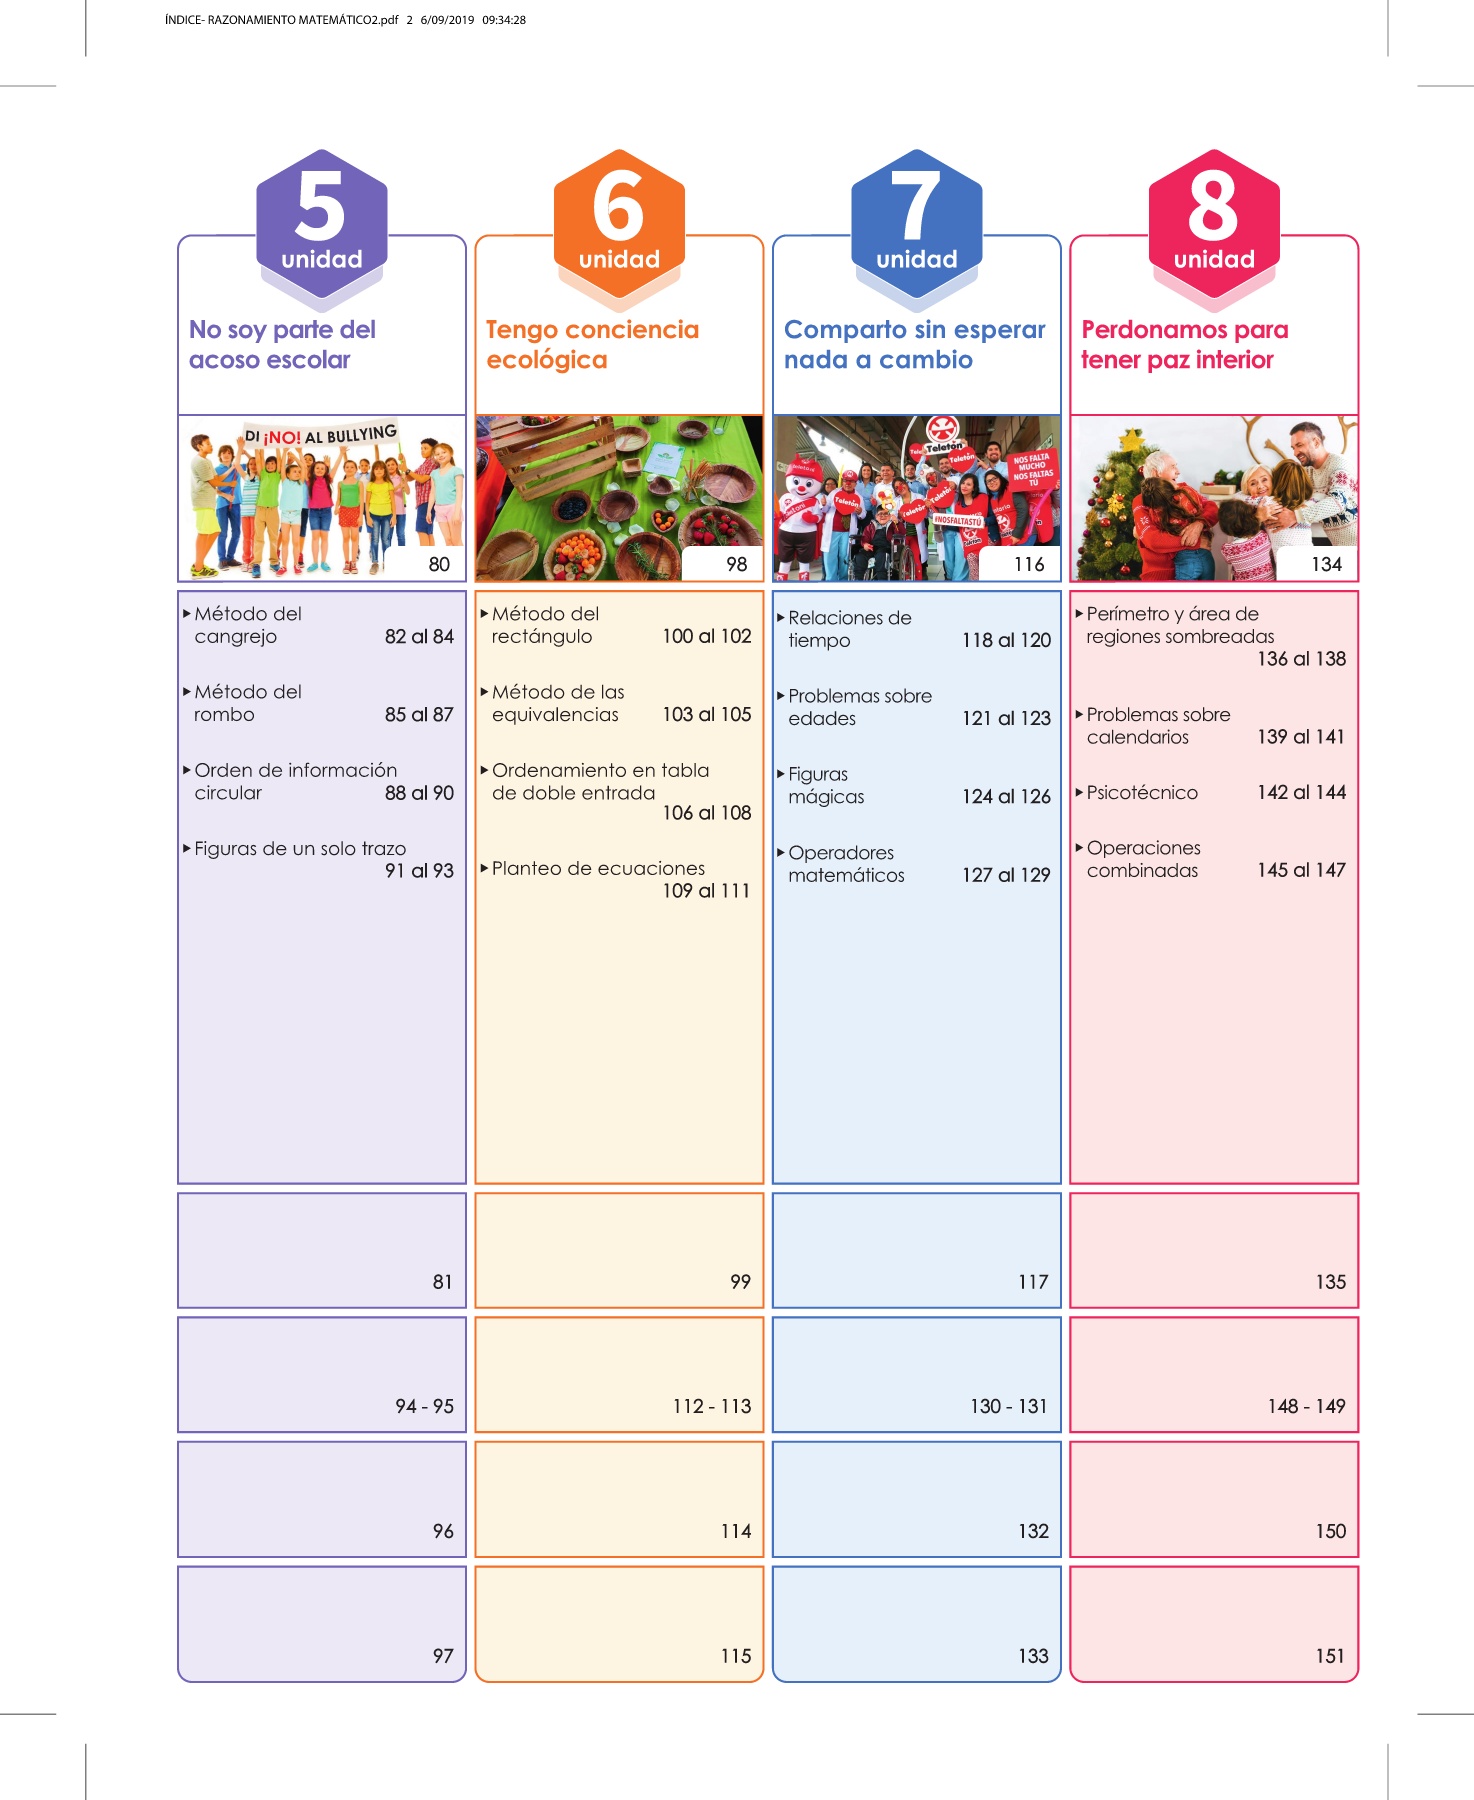 ÍNDICE- RAZONAMIENTO MATEMÁTICO2.pdf 2 6/09/2019 09:34:28
5
unidad
No soy parte del
acoso escolar
DI ¡NO! AL BULLYING
80
Método del
cangrejo 82 al 84
Método del
rombo 85 al 87
Orden de información
circular 88 al 90
Figuras de un solo trazo
91 al 93
81
94 - 95
96
97
6
unidad
Tengo conciencia
ecológica
98
Método del
rectángulo 100 al 102
Método de las
equivalencias 103 al 105
Ordenamiento en tabla
de doble entrada
106 al 108
Planteo de ecuaciones
109 al 111
99
112 - 113
114
115
7
unidad
Comparto sin esperar
nada a cambio
Teletón
Teletón
Teletón
Teletón
Teletón
NOS FALTA
MUCHO
NOS FALTAS
TÚ
#NOSFALTASTÚ
116
Relaciones de
tiempo 118 al 120
Problemas sobre
edades 121 al 123
Figuras
mágicas 124 al 126
Operadores
matemáticos 127 al 129
117
130 - 131
132
133
8
unidad
Perdonamos para
tener paz interior
134
Perímetro y área de
regiones sombreadas
136 al 138
Problemas sobre
calendarios 139 al 141
Psicotécnico 142 al 144
Operaciones
combinadas 145 al 147
135
148 - 149
150
151